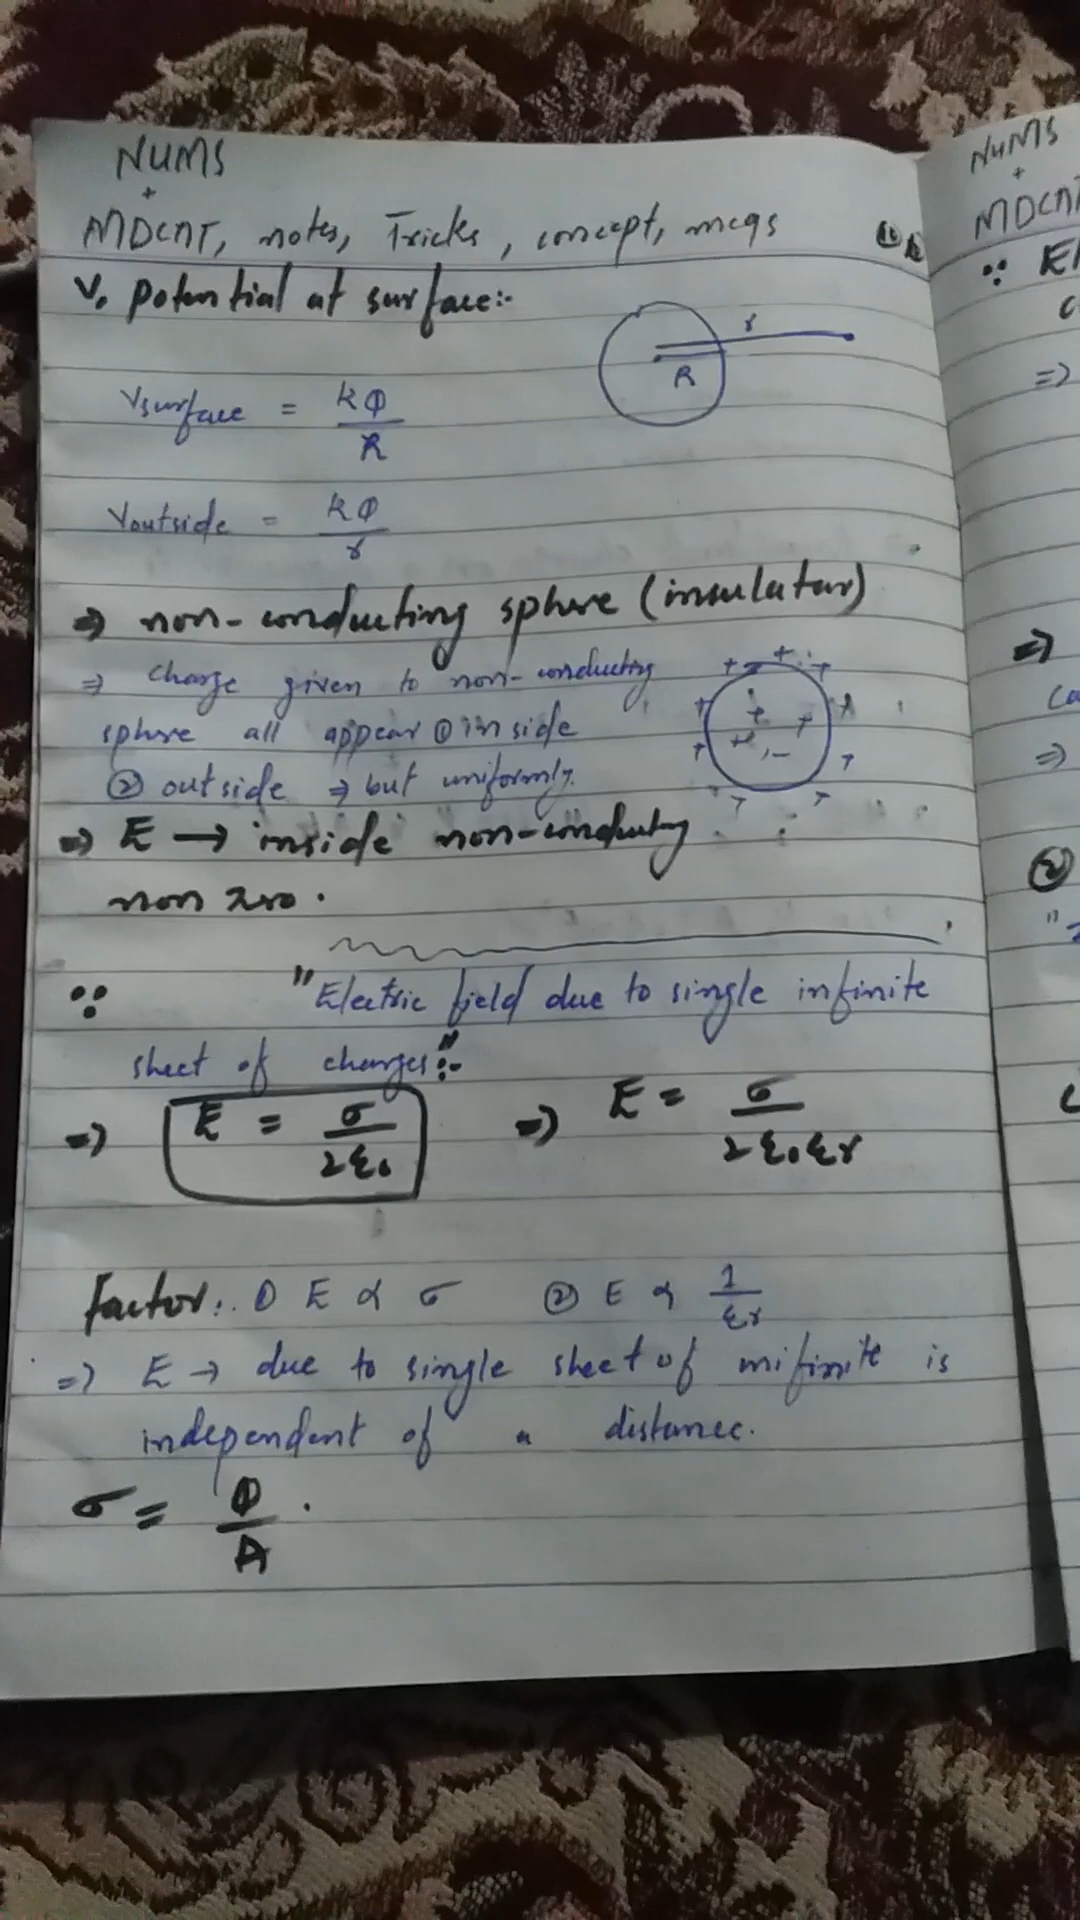 NUMS
+
MDCAT, notes, Tricks, concept, mcqs
V. potential at surface:-
r
R
Vsurface = kQ/R
Voutside = kQ/r
⇒ non-conducting sphere (insulator)
⇒ charge given to non-conducting
sphere all appear ① inside
② outside → but uniformly.
⇒ E → inside non-conducting
non zero.
"Electric field due to single infinite
sheet of charges":-
⇒ E = σ/2ε₀ ⇒ E = σ/2ε₀εr
factor:. ① E ∝ σ ② E ∝ 1/εr
⇒ E → due to single sheet of infinite is
independent of a distance.
σ = Q/A.
NUMS
+
⇒
⇒
⇒
②